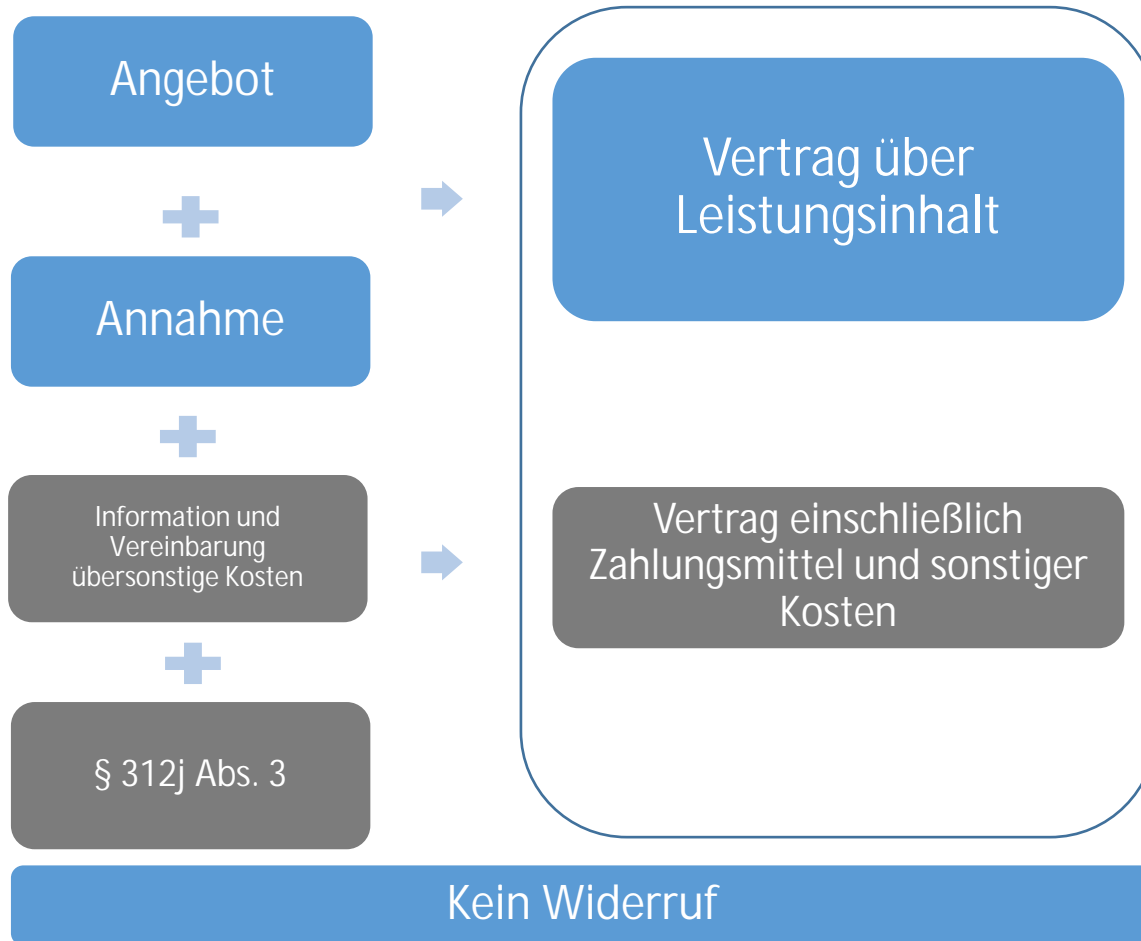 Angebot
Annahme
Information und
Vereinbarung
übersonstige Kosten
§ 312j Abs. 3
Vertrag über
Leistungsinhalt
Vertrag einschließlich
Zahlungsmittel und sonstiger
Kosten
Kein Widerruf